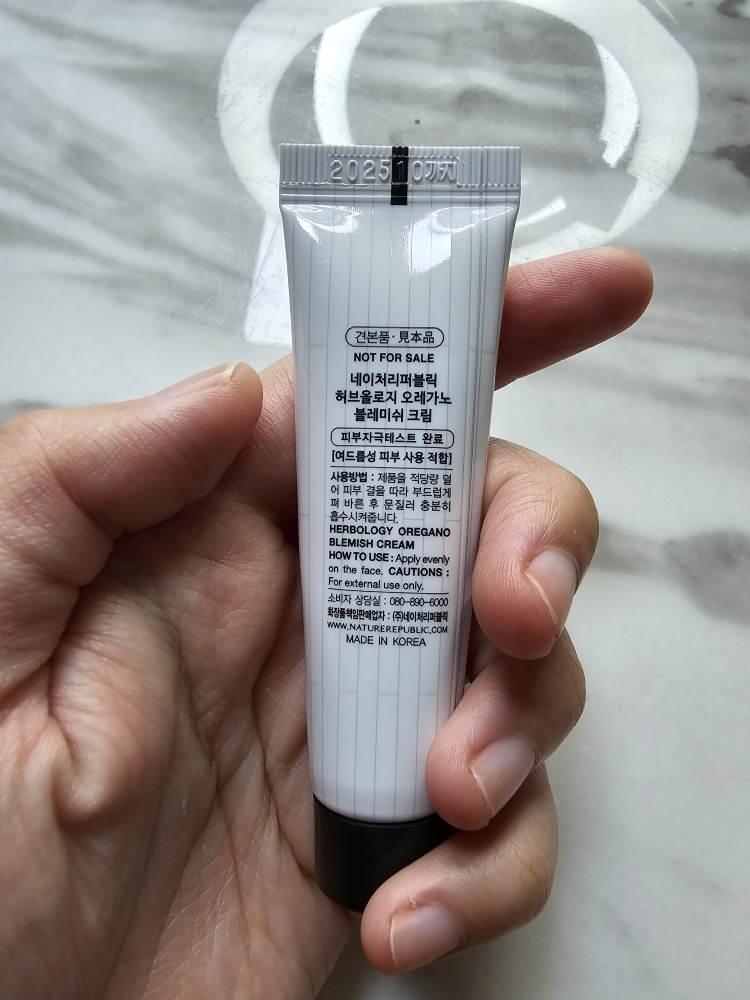 202510까지
견본품·見本品
NOT FOR SALE
네이처리퍼블릭
허브올로지 오레가노
블레미쉬 크림
피부자극테스트 완료
[여드름성 피부 사용 적합]
사용방법 : 제품을 적당량 덜
어 피부 결을 따라 부드럽게
펴 바른 후 문질러 충분히
흡수시켜줍니다.
HERBOLOGY OREGANO
BLEMISH CREAM
HOW TO USE : Apply evenly
on the face. CAUTIONS :
For external use only.
소비자 상담실 : 080-890-6000
화장품책임판매업자 : (주)네이처리퍼블릭
WWW.NATUREREPUBLIC.COM
MADE IN KOREA